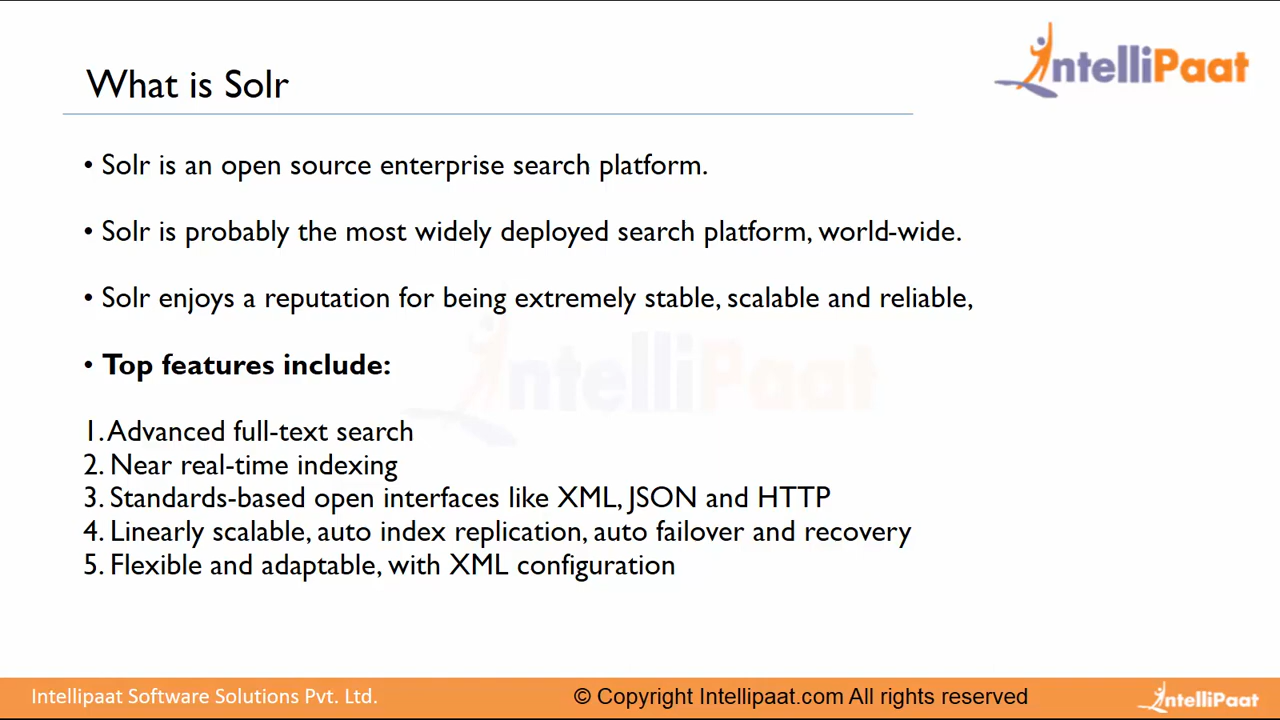 What is Solr
IntelliPaat
• Solr is an open source enterprise search platform.
• Solr is probably the most widely deployed search platform, world-wide.
• Solr enjoys a reputation for being extremely stable, scalable and reliable,
• Top features include:
IntelliPaat
1. Advanced full-text search
2. Near real-time indexing
3. Standards-based open interfaces like XML, JSON and HTTP
4. Linearly scalable, auto index replication, auto failover and recovery
5. Flexible and adaptable, with XML configuration
Intellipaat Software Solutions Pvt. Ltd.
© Copyright Intellipaat.com All rights reserved
IntelliPaat